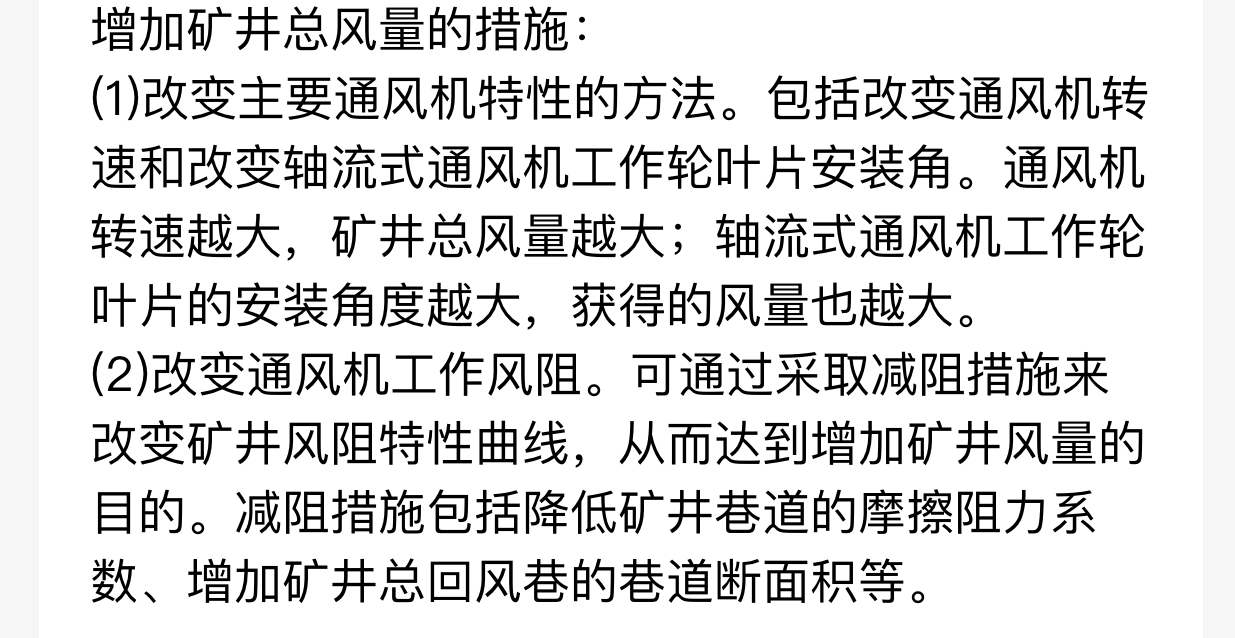 增加矿井总风量的措施：
(1)改变主要通风机特性的方法。包括改变通风机转
速和改变轴流式通风机工作轮叶片安装角。通风机
转速越大，矿井总风量越大；轴流式通风机工作轮
叶片的安装角度越大，获得的风量也越大。
(2)改变通风机工作风阻。可通过采取减阻措施来
改变矿井风阻特性曲线，从而达到增加矿井风量的
目的。减阻措施包括降低矿井巷道的摩擦阻力系
数、增加矿井总回风巷的巷道断面积等。